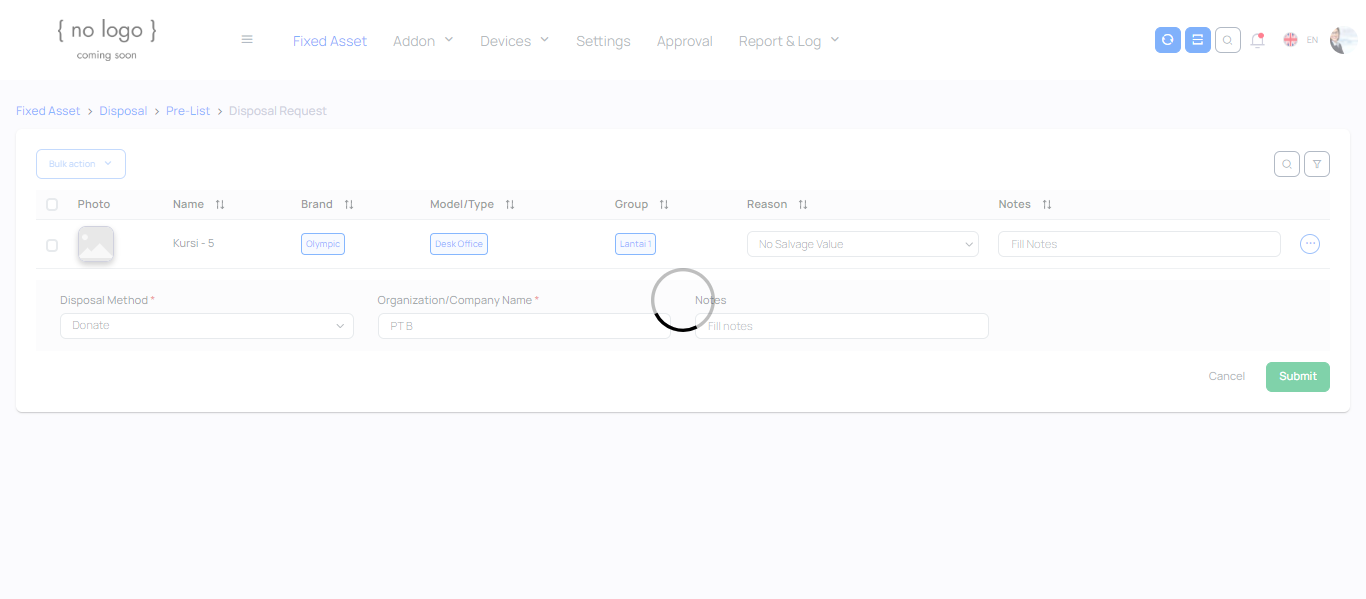 { no logo }
coming soon
Fixed Asset Addon Devices Settings Approval Report & Log EN
Fixed Asset > Disposal > Pre-List > Disposal Request
Bulk action
Photo Name Brand Model/Type Group Reason Notes
Kursi - 5 Olympic Desk Office Lantai 1 No Salvage Value Fill Notes
Disposal Method * Organization/Company Name * Notes
Donate PT B Fill notes
Cancel Submit